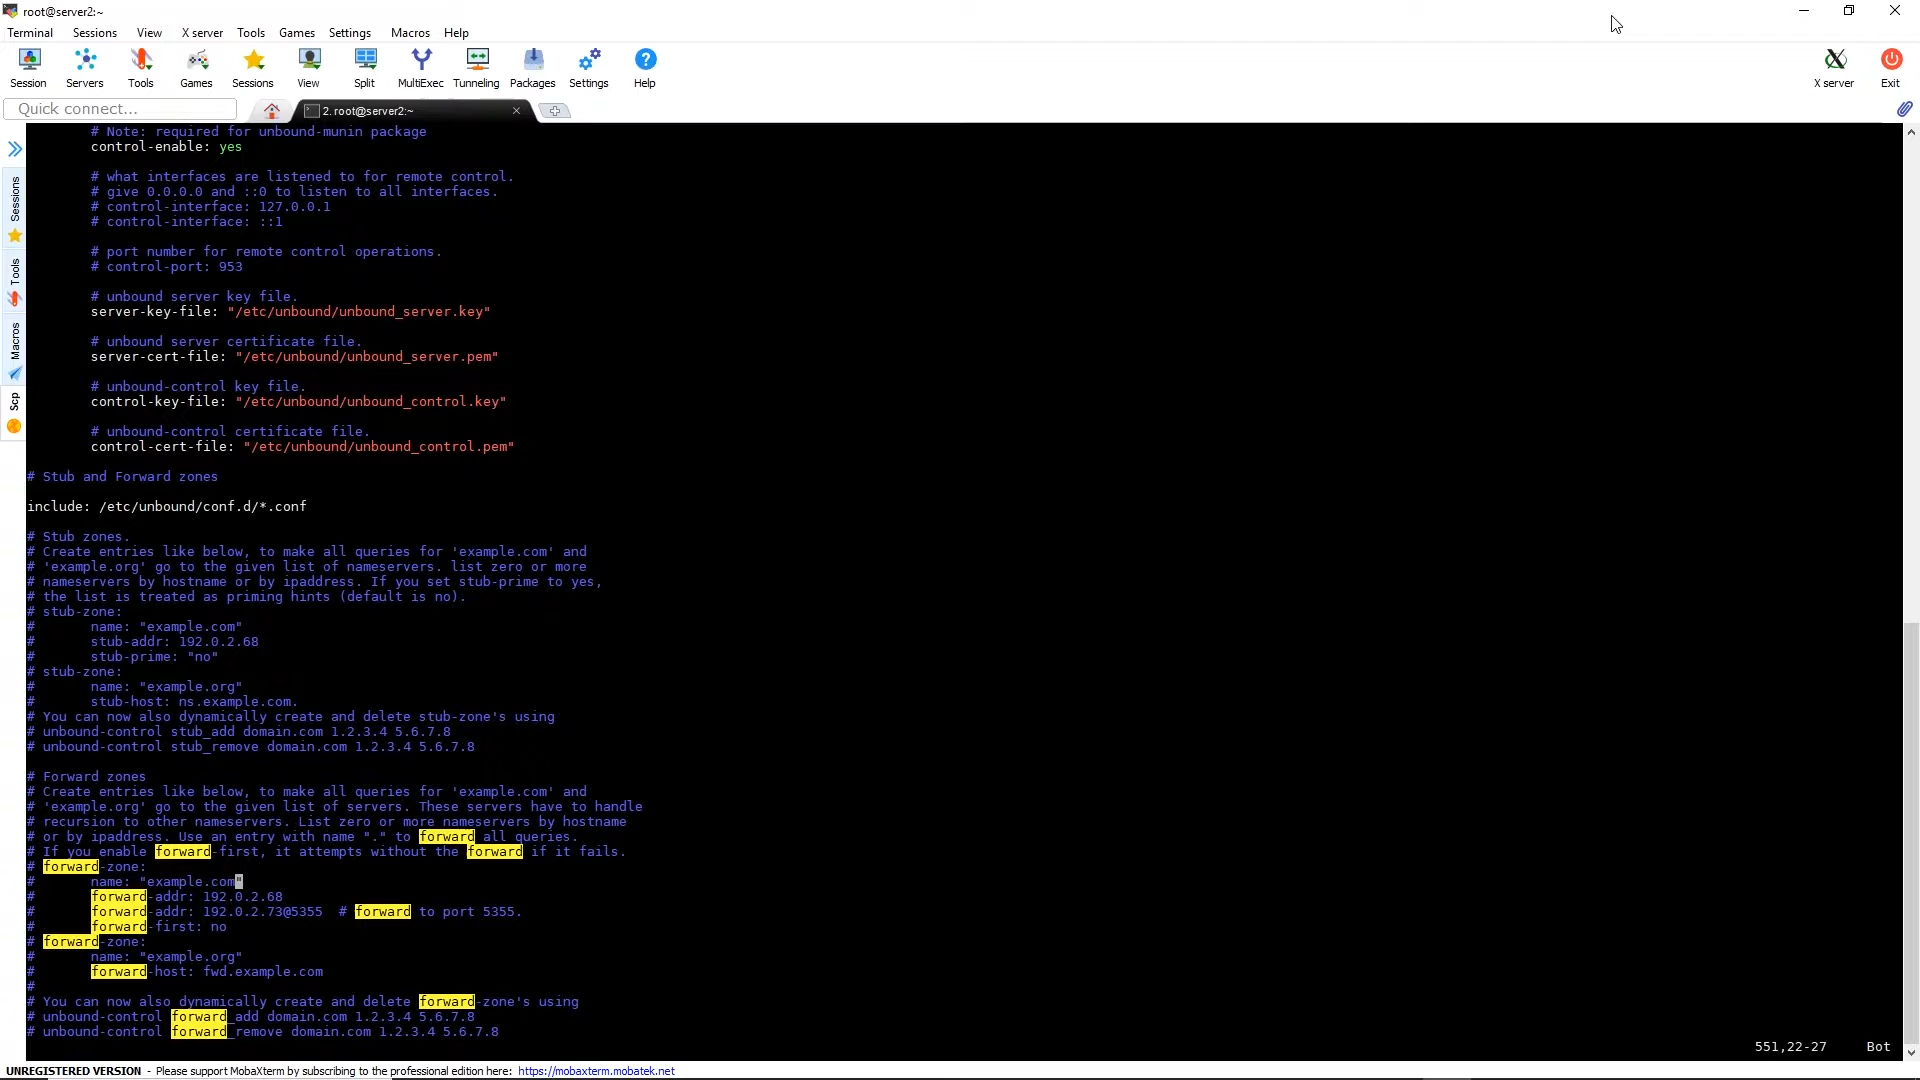 root@server2:~
Terminal Sessions View X server Tools Games Settings Macros Help
Session Servers Tools Games Sessions View Split MultiExec Tunneling Packages Settings Help X server Exit
Quick connect... 2. root@server2:~
Sessions
Tools
Macros
Scp
# Note: required for unbound-munin package
control-enable: yes
# what interfaces are listened to for remote control.
# give 0.0.0.0 and ::0 to listen to all interfaces.
# control-interface: 127.0.0.1
# control-interface: ::1
# port number for remote control operations.
# control-port: 953
# unbound server key file.
server-key-file: "/etc/unbound/unbound_server.key"
# unbound server certificate file.
server-cert-file: "/etc/unbound/unbound_server.pem"
# unbound-control key file.
control-key-file: "/etc/unbound/unbound_control.key"
# unbound-control certificate file.
control-cert-file: "/etc/unbound/unbound_control.pem"
# Stub and Forward zones
include: /etc/unbound/conf.d/*.conf
# Stub zones.
# Create entries like below, to make all queries for 'example.com' and
# 'example.org' go to the given list of nameservers. list zero or more
# nameservers by hostname or by ipaddress. If you set stub-prime to yes,
# the list is treated as priming hints (default is no).
# stub-zone:
# name: "example.com"
# stub-addr: 192.0.2.68
# stub-prime: "no"
# stub-zone:
# name: "example.org"
# stub-host: ns.example.com.
# You can now also dynamically create and delete stub-zone's using
# unbound-control stub_add domain.com 1.2.3.4 5.6.7.8
# unbound-control stub_remove domain.com 1.2.3.4 5.6.7.8
# Forward zones
# Create entries like below, to make all queries for 'example.com' and
# 'example.org' go to the given list of servers. These servers have to handle
# recursion to other nameservers. List zero or more nameservers by hostname
# or by ipaddress. Use an entry with name "." to forward all queries.
# If you enable forward-first, it attempts without the forward if it fails.
# forward-zone:
# name: "example.com"
# forward-addr: 192.0.2.68
# forward-addr: 192.0.2.73@5355 # forward to port 5355.
# forward-first: no
# forward-zone:
# name: "example.org"
# forward-host: fwd.example.com
#
# You can now also dynamically create and delete forward-zone's using
# unbound-control forward_add domain.com 1.2.3.4 5.6.7.8
# unbound-control forward_remove domain.com 1.2.3.4 5.6.7.8
551,22-27 Bot
UNREGISTERED VERSION - Please support MobaXterm by subscribing to the professional edition here: https://mobaxterm.mobatek.net